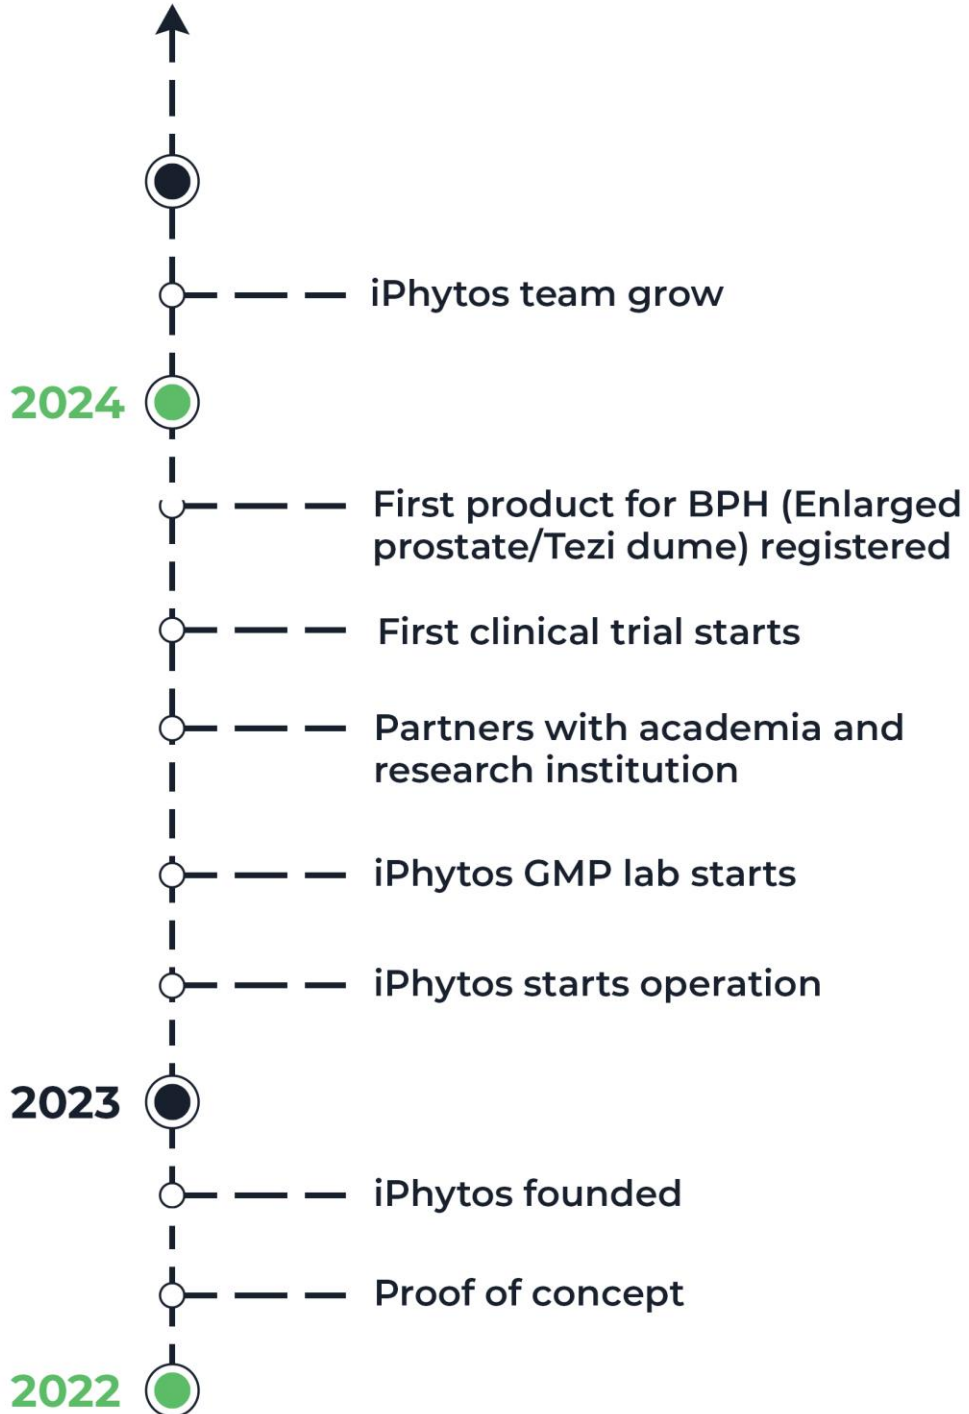 iPhytos team grow
2024
First product for BPH (Enlarged
prostate/Tezi dume) registered
First clinical trial starts
Partners with academia and
research institution
iPhytos GMP lab starts
iPhytos starts operation
2023
iPhytos founded
Proof of concept
2022